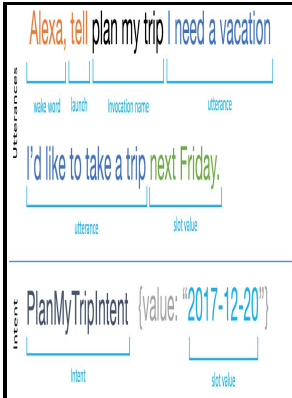 Alexa, tell plan my trip I need a vacation
wake word launch Invocation name utterance
Utterances
I'd like to take a trip next Friday.
utterance slot value
Intent
PlanMyTripIntent {value: "2017-12-20"}
Intent slot value